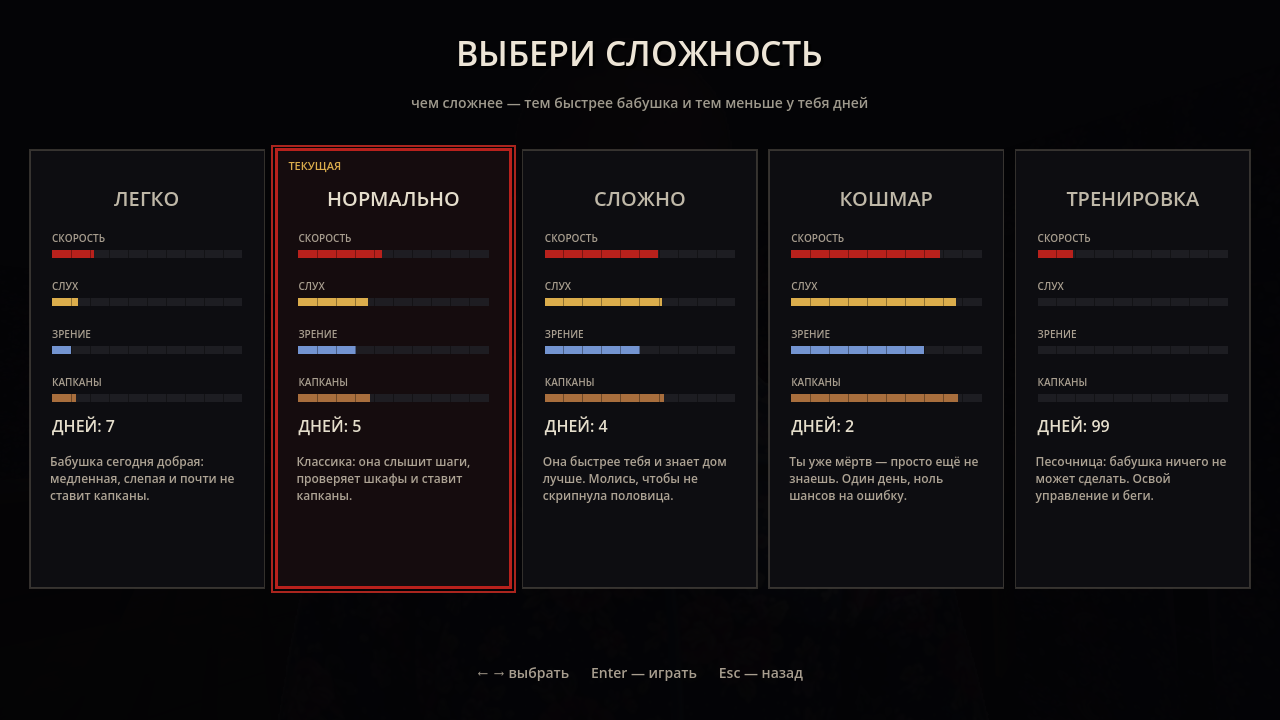 ВЫБЕРИ СЛОЖНОСТЬ
чем сложнее — тем быстрее бабушка и тем меньше у тебя дней
ЛЕГКО
СКОРОСТЬ
СЛУХ
ЗРЕНИЕ
КАПКАНЫ
ДНЕЙ: 7
Бабушка сегодня добрая:
медленная, слепая и почти не
ставит капканы.
ТЕКУЩАЯ
НОРМАЛЬНО
СКОРОСТЬ
СЛУХ
ЗРЕНИЕ
КАПКАНЫ
ДНЕЙ: 5
Классика: она слышит шаги,
проверяет шкафы и ставит
капканы.
СЛОЖНО
СКОРОСТЬ
СЛУХ
ЗРЕНИЕ
КАПКАНЫ
ДНЕЙ: 4
Она быстрее тебя и знает дом
лучше. Молись, чтобы не
скрипнула половица.
КОШМАР
СКОРОСТЬ
СЛУХ
ЗРЕНИЕ
КАПКАНЫ
ДНЕЙ: 2
Ты уже мёртв — просто ещё не
знаешь. Один день, ноль
шансов на ошибку.
ТРЕНИРОВКА
СКОРОСТЬ
СЛУХ
ЗРЕНИЕ
КАПКАНЫ
ДНЕЙ: 99
Песочница: бабушка ничего не
может сделать. Освой
управление и беги.
← → выбрать Enter — играть Esc — назад